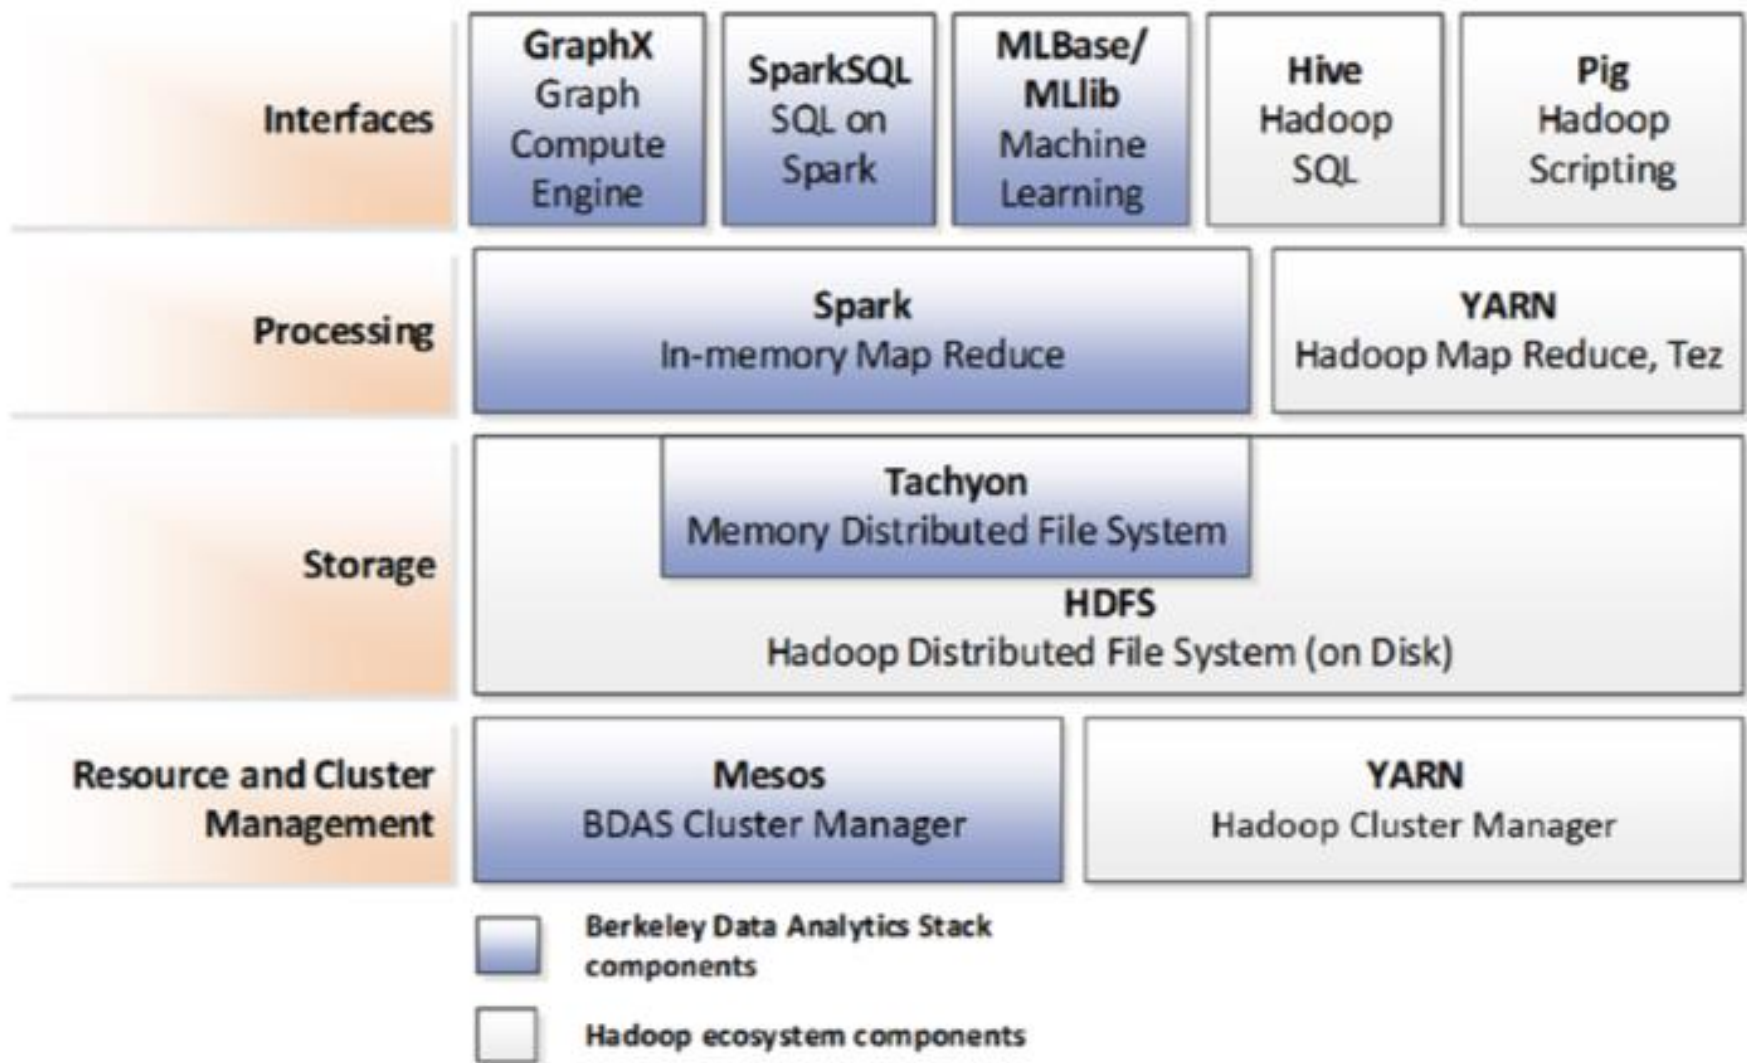 Interfaces
GraphX
Graph
Compute
Engine
SparkSQL
SQL on
Spark
MLBase/
MLlib
Machine
Learning
Hive
Hadoop
SQL
Pig
Hadoop
Scripting
Processing
Spark
In-memory Map Reduce
YARN
Hadoop Map Reduce, Tez
Storage
Tachyon
Memory Distributed File System
HDFS
Hadoop Distributed File System (on Disk)
Resource and Cluster
Management
Mesos
BDAS Cluster Manager
YARN
Hadoop Cluster Manager
Berkeley Data Analytics Stack
components
Hadoop ecosystem components